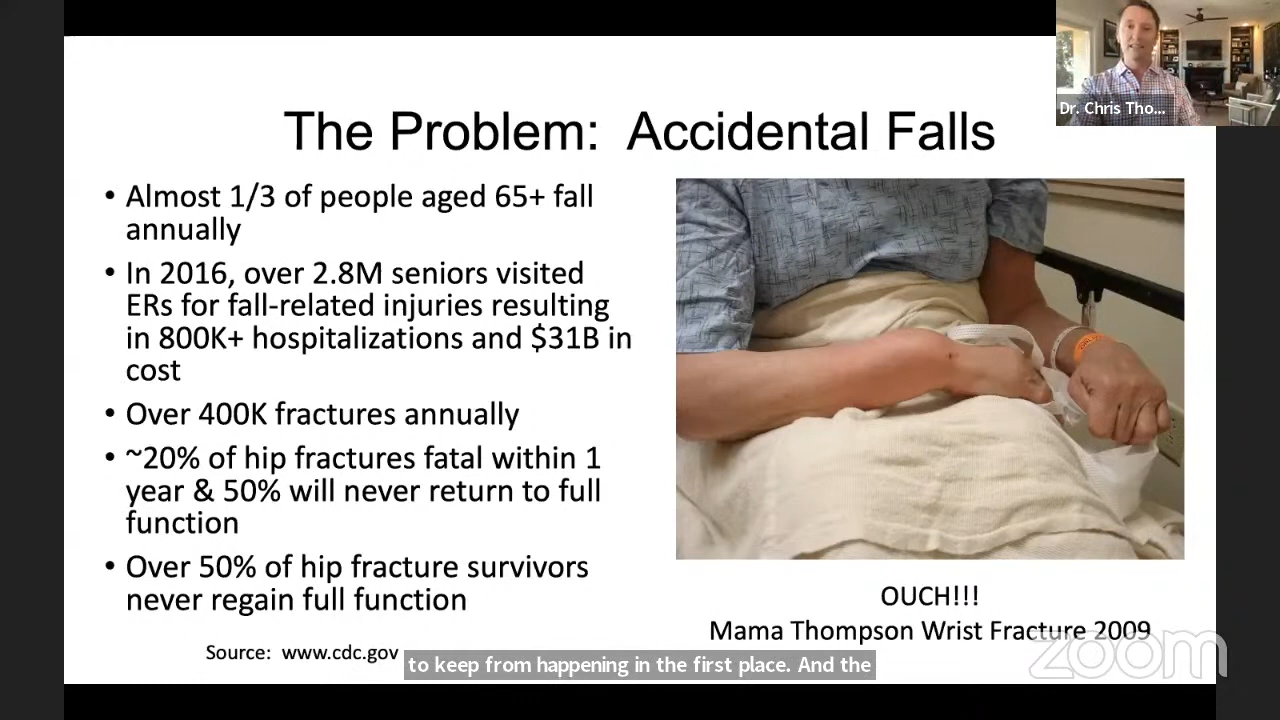 Dr. Chris Tho...
The Problem: Accidental Falls
• Almost 1/3 of people aged 65+ fall
annually
• In 2016, over 2.8M seniors visited
ERs for fall-related injuries resulting
in 800K+ hospitalizations and $31B in
cost
• Over 400K fractures annually
• ~20% of hip fractures fatal within 1
year & 50% will never return to full
function
• Over 50% of hip fracture survivors
never regain full function
Source: www.cdc.gov
OUCH!!!
Mama Thompson Wrist Fracture 2009
zoom
to keep from happening in the first place. And the